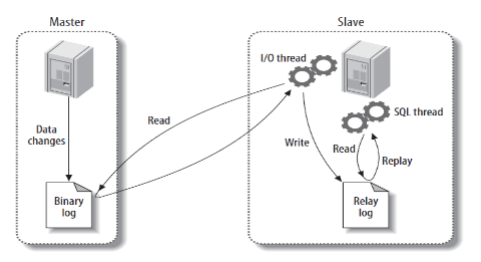 Master
Slave
I/O thread
SQL thread
Read
Data
changes
Write
Read
Replay
Binary
log
Relay
log